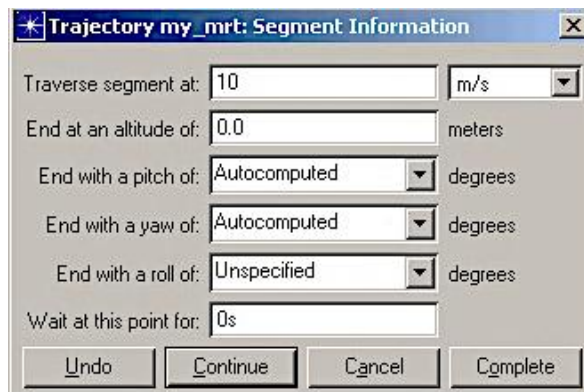 Trajectory my_mrt: Segment Information
Traverse segment at: 10 m/s
End at an altitude of: 0.0 meters
End with a pitch of: Autocomputed degrees
End with a yaw of: Autocomputed degrees
End with a roll of: Unspecified degrees
Wait at this point for: 0s
Undo Continue Cancel Complete